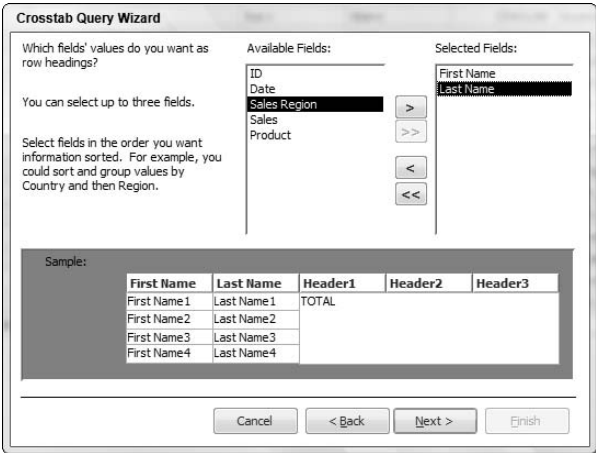 Crosstab Query Wizard
Which fields' values do you want as
row headings?
You can select up to three fields.
Select fields in the order you want
information sorted. For example, you
could sort and group values by
Country and then Region.
Available Fields:
ID
Date
Sales Region
Sales
Product
>
>>
<
<<
Selected Fields:
First Name
Last Name
Sample:
First Name Last Name Header1 Header2 Header3
First Name1 Last Name1 TOTAL
First Name2 Last Name2
First Name3 Last Name3
First Name4 Last Name4
Cancel < Back Next > Finish